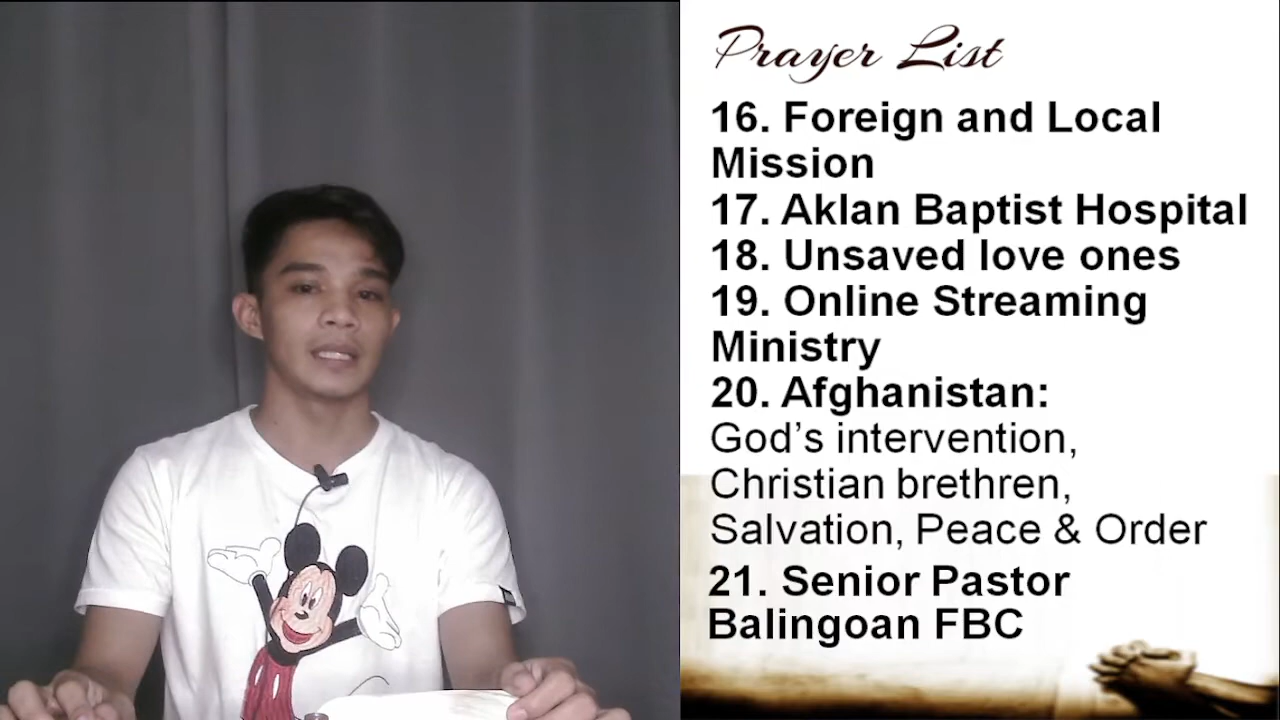 Prayer List
16. Foreign and Local
Mission
17. Aklan Baptist Hospital
18. Unsaved love ones
19. Online Streaming
Ministry
20. Afghanistan:
God’s intervention,
Christian brethren,
Salvation, Peace & Order
21. Senior Pastor
Balingoan FBC